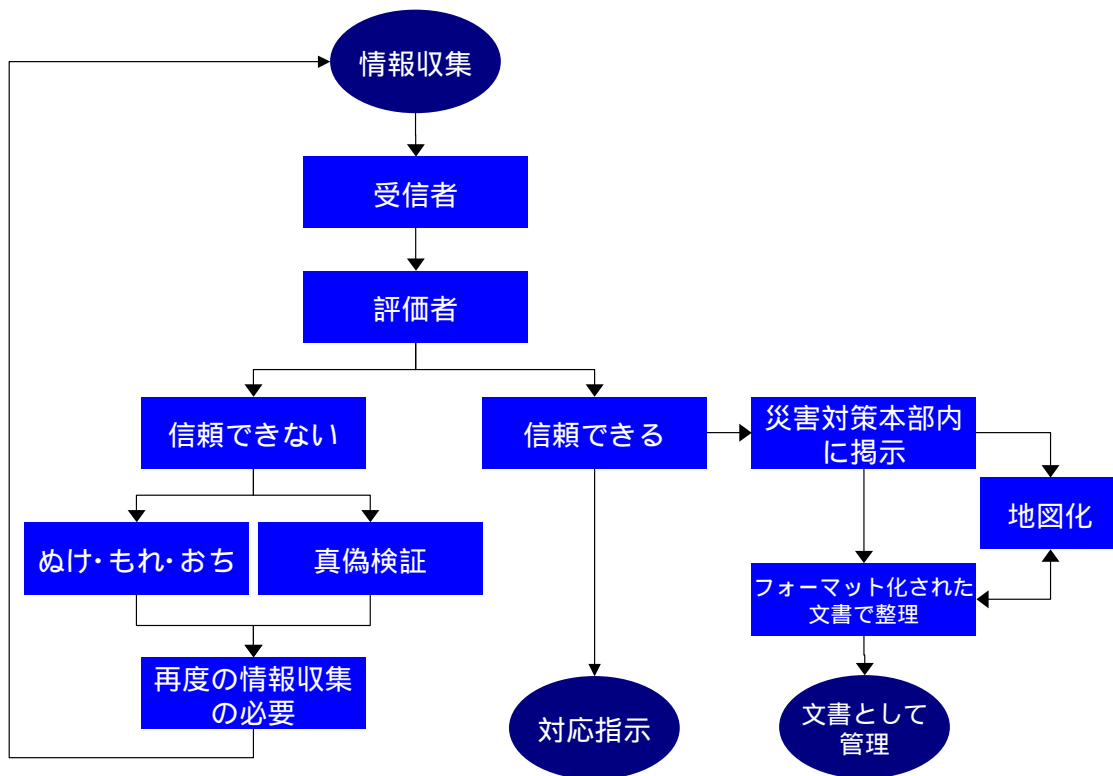 情報収集
受信者
評価者
信頼できない
信頼できる
災害対策本部内
に掲示
地図化
ぬけ・もれ・おち
真偽検証
フォーマット化された
文書で整理
再度の情報収集
の必要
対応指示
文書として
管理